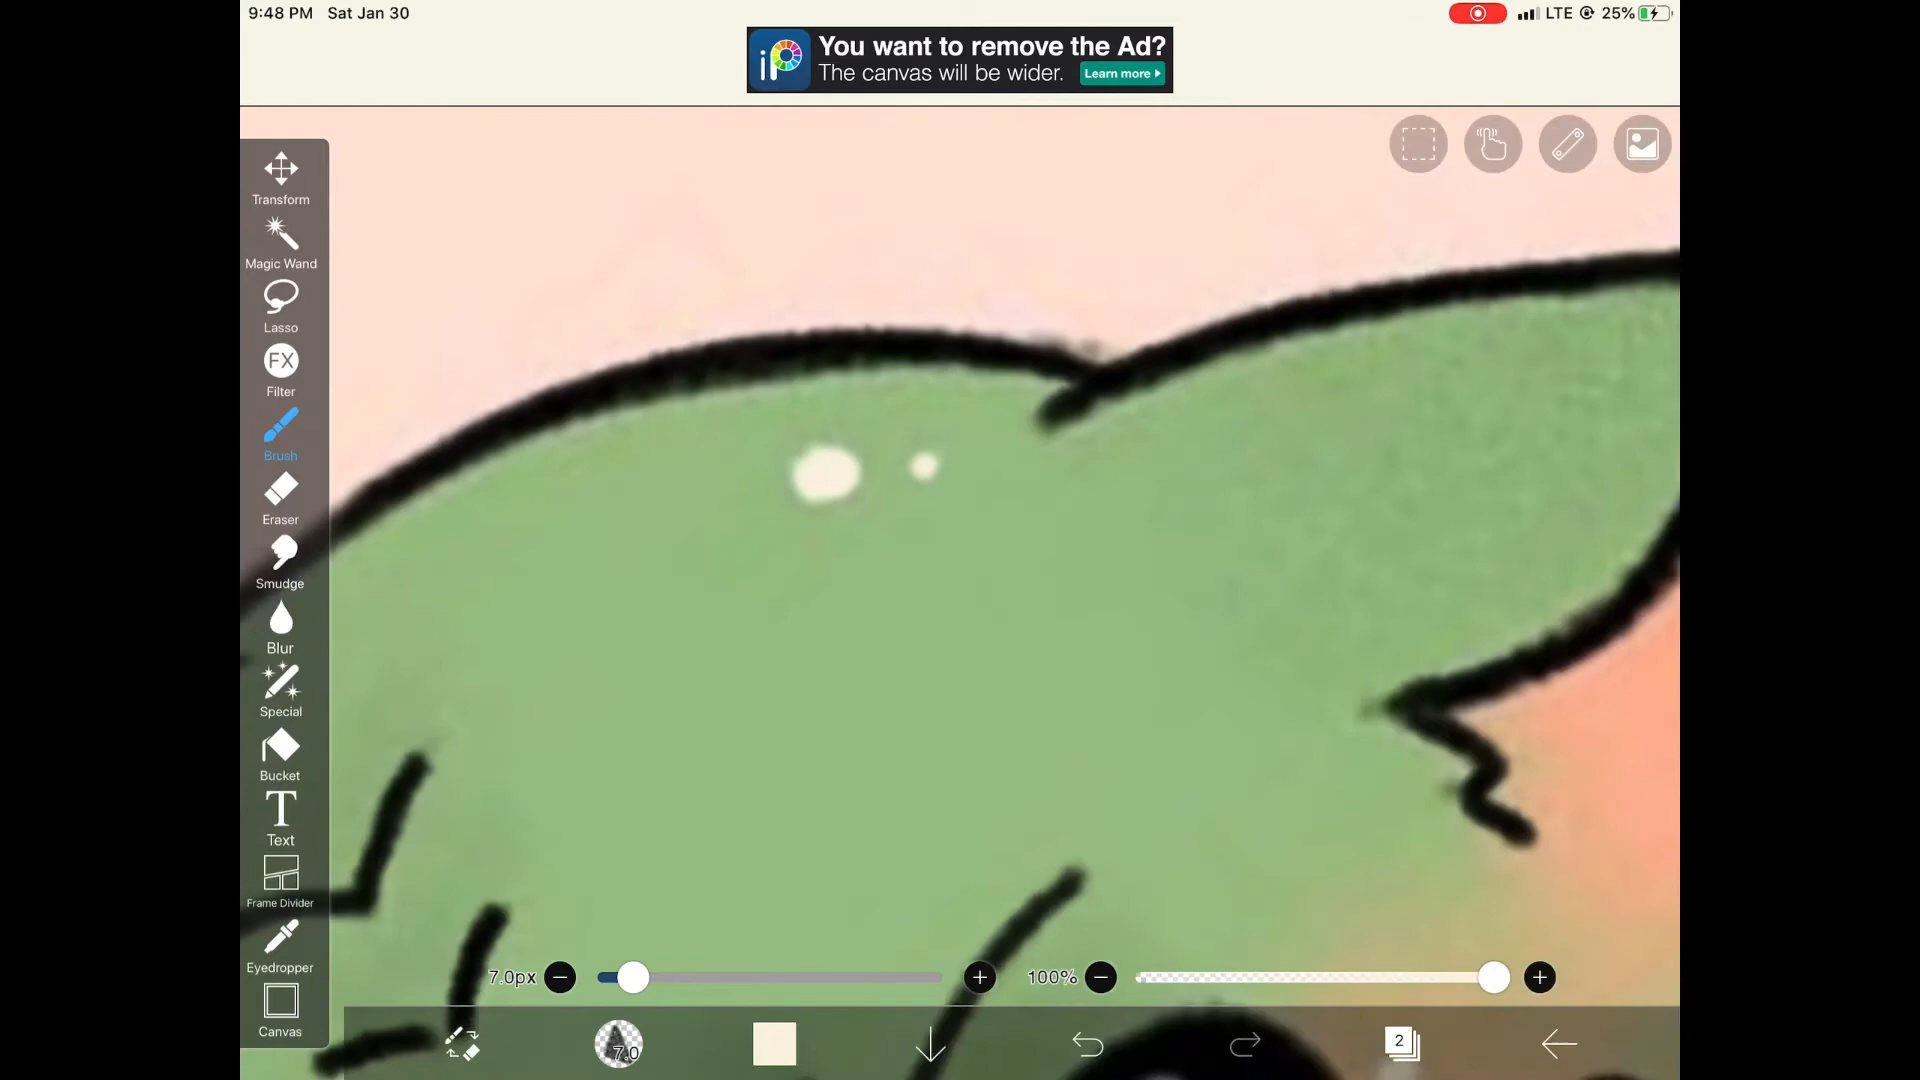 9:48 PM Sat Jan 30
LTE 25%
iP
You want to remove the Ad?
The canvas will be wider.
Learn more
Transform
Magic Wand
Lasso
FX
Filter
Brush
Eraser
Smudge
Blur
Special
Bucket
T
Text
Frame Divider
Eyedropper
Canvas
7.0px
100%
7.0
2